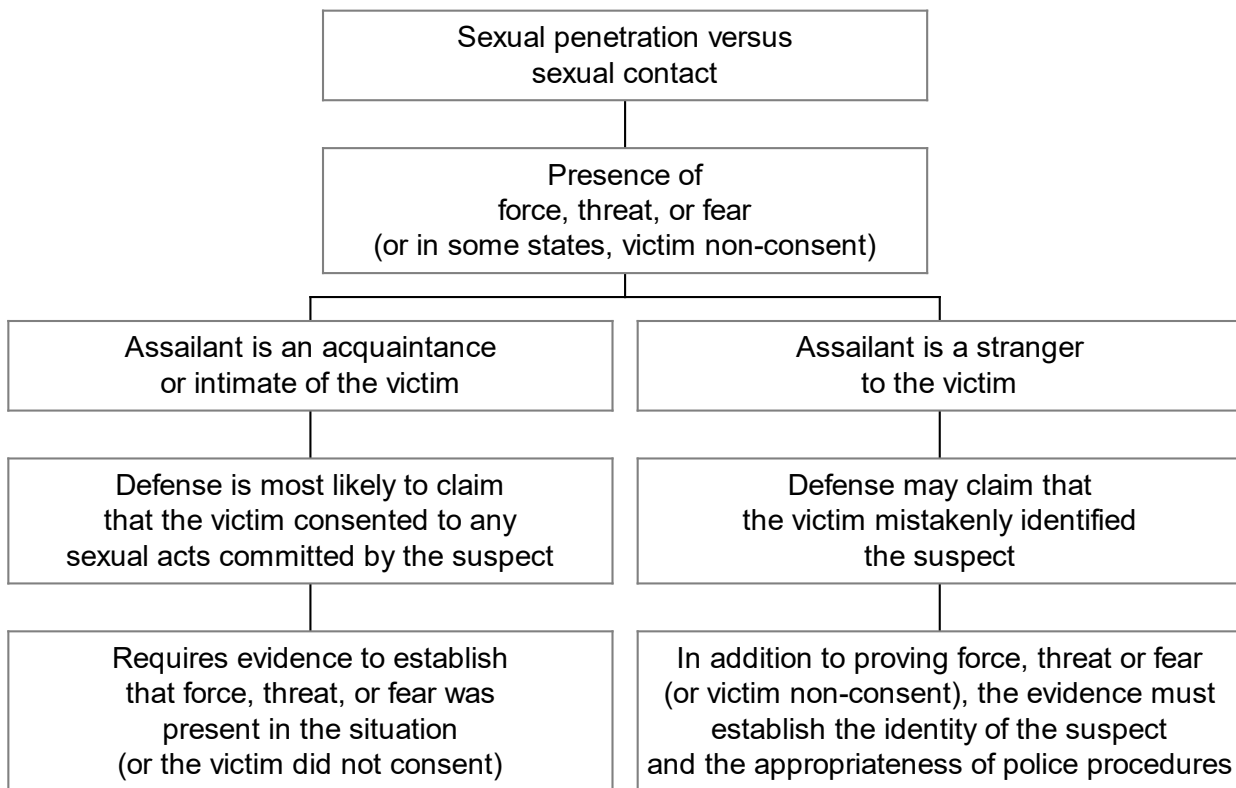 Sexual penetration versus
sexual contact
Presence of
force, threat, or fear
(or in some states, victim non-consent)
Assailant is an acquaintance
or intimate of the victim
Assailant is a stranger
to the victim
Defense is most likely to claim
that the victim consented to any
sexual acts committed by the suspect
Defense may claim that
the victim mistakenly identified
the suspect
Requires evidence to establish
that force, threat, or fear was
present in the situation
(or the victim did not consent)
In addition to proving force, threat or fear
(or victim non-consent), the evidence must
establish the identity of the suspect
and the appropriateness of police procedures